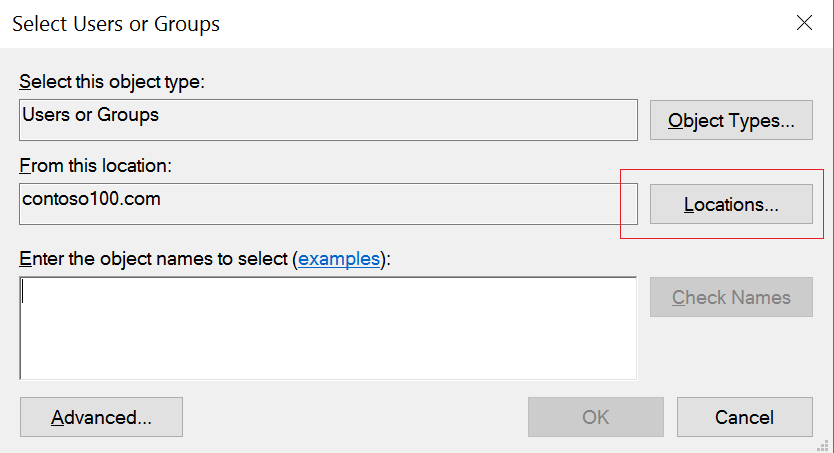 Select Users or Groups
Select this object type:
Users or Groups
Object Types...
From this location:
contoso100.com
Locations...
Enter the object names to select (examples):
Check Names
Advanced...
OK
Cancel